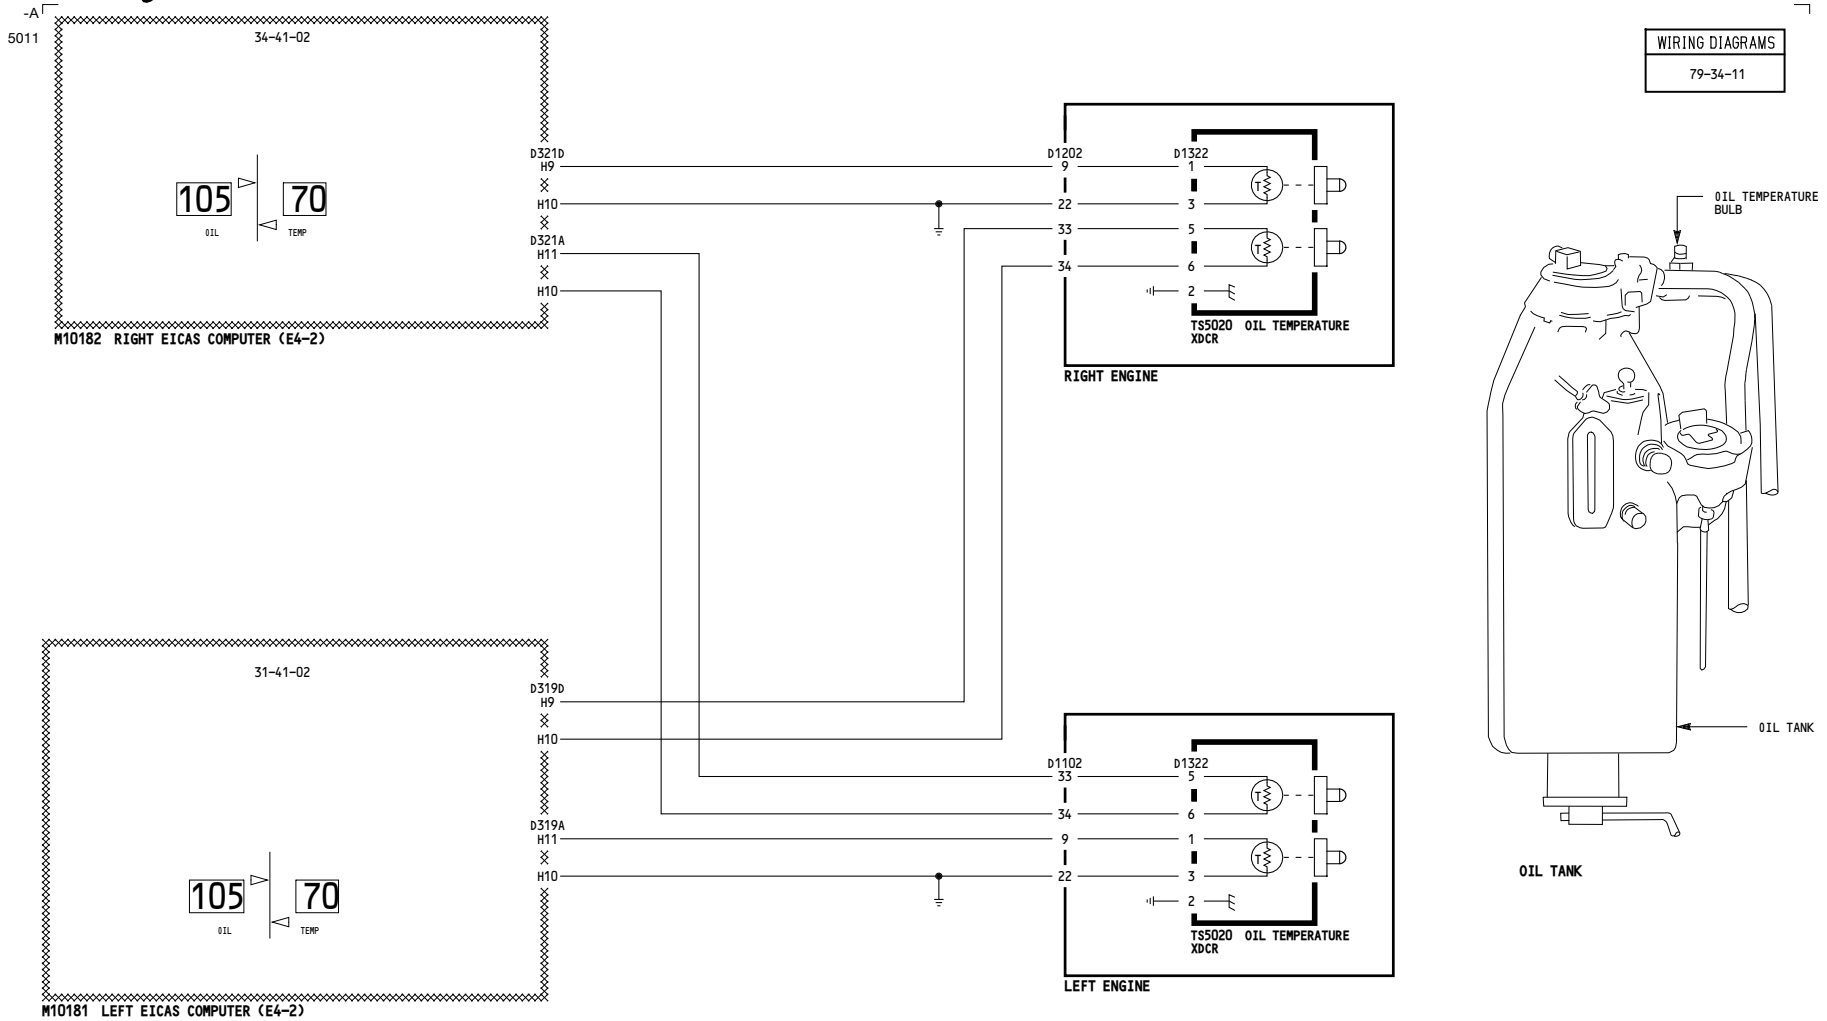 -A
5011
34-41-02
WIRING DIAGRAMS
79-34-11
105
70
OIL
TEMP
D321D
H9
H10
D321A
H11
H10
M10182 RIGHT EICAS COMPUTER (E4-2)
D1202
9
22
33
34
D1322
1
3
5
6
2
T
T
TS5020 OIL TEMPERATURE
XDCR
RIGHT ENGINE
OIL TEMPERATURE
BULB
31-41-02
D319D
H9
H10
D319A
H11
H10
105
70
OIL
TEMP
M10181 LEFT EICAS COMPUTER (E4-2)
D1102
33
34
9
22
D1322
5
6
1
3
2
T
T
TS5020 OIL TEMPERATURE
XDCR
LEFT ENGINE
OIL TANK
OIL TANK